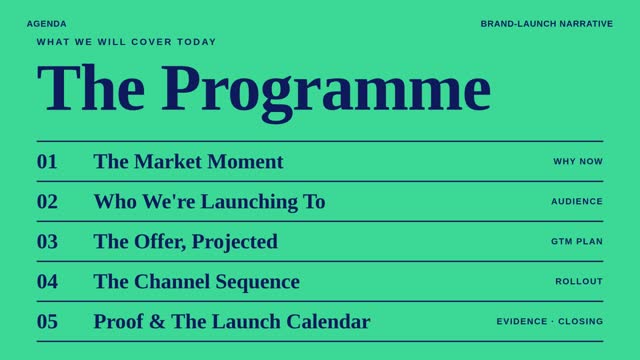 AGENDA
BRAND-LAUNCH NARRATIVE
WHAT WE WILL COVER TODAY
The Programme
01 The Market Moment WHY NOW
02 Who We're Launching To AUDIENCE
03 The Offer, Projected GTM PLAN
04 The Channel Sequence ROLLOUT
05 Proof & The Launch Calendar EVIDENCE · CLOSING